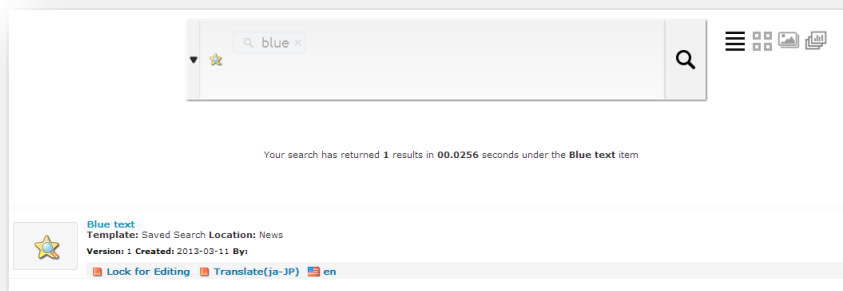 blue ×
Your search has returned 1 results in 00.0256 seconds under the Blue text item
Blue text
Template: Saved Search Location: News
Version: 1 Created: 2013-03-11 By:
Lock for Editing Translate(ja-JP) en